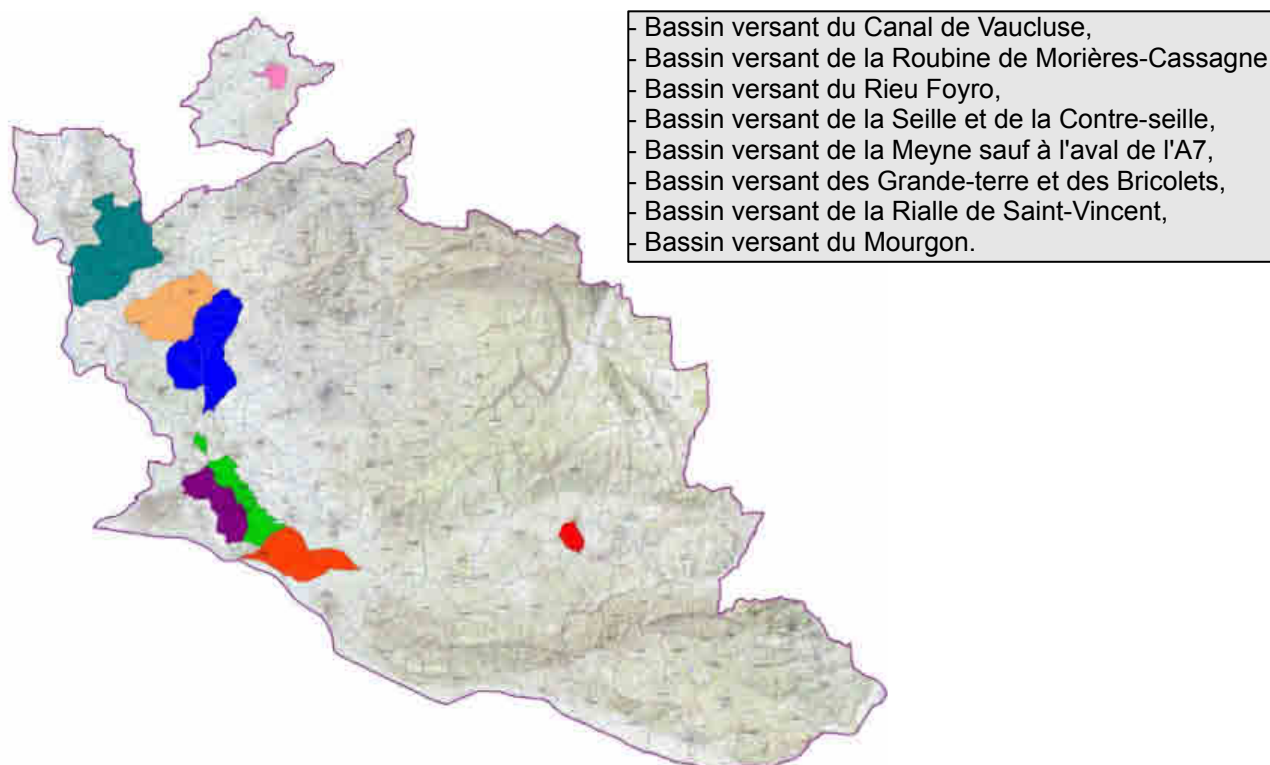 - Bassin versant du Canal de Vaucluse,
- Bassin versant de la Roubine de Morières-Cassagne
- Bassin versant du Rieu Foyro,
- Bassin versant de la Seille et de la Contre-seille,
- Bassin versant de la Meyne sauf à l'aval de l'A7,
- Bassin versant des Grande-terre et des Bricolets,
- Bassin versant de la Rialle de Saint-Vincent,
- Bassin versant du Mourgon.